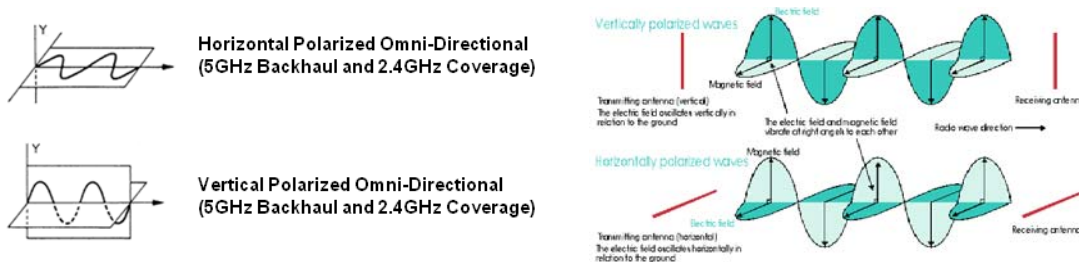 Y
Horizontal Polarized Omni-Directional
(5GHz Backhaul and 2.4GHz Coverage)
Y
Vertical Polarized Omni-Directional
(5GHz Backhaul and 2.4GHz Coverage)
Electric field
Vertically polarized waves
Magnetic field
Transmitting antenna (vertical)
The electric field oscillates vertically in
relation to the ground
The electric field and magnetic field
vibrate at right angels to each other
Receiving antenna
Radio wave direction
Magnetic field
Horizontally polarized waves
Electric field
Transmitting antenna (horizontal)
The electric field oscillates horizontally in
relation to the ground
Receiving antenna